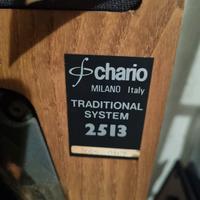 chario
MILANO Italy
TRADITIONAL
SYSTEM
2513